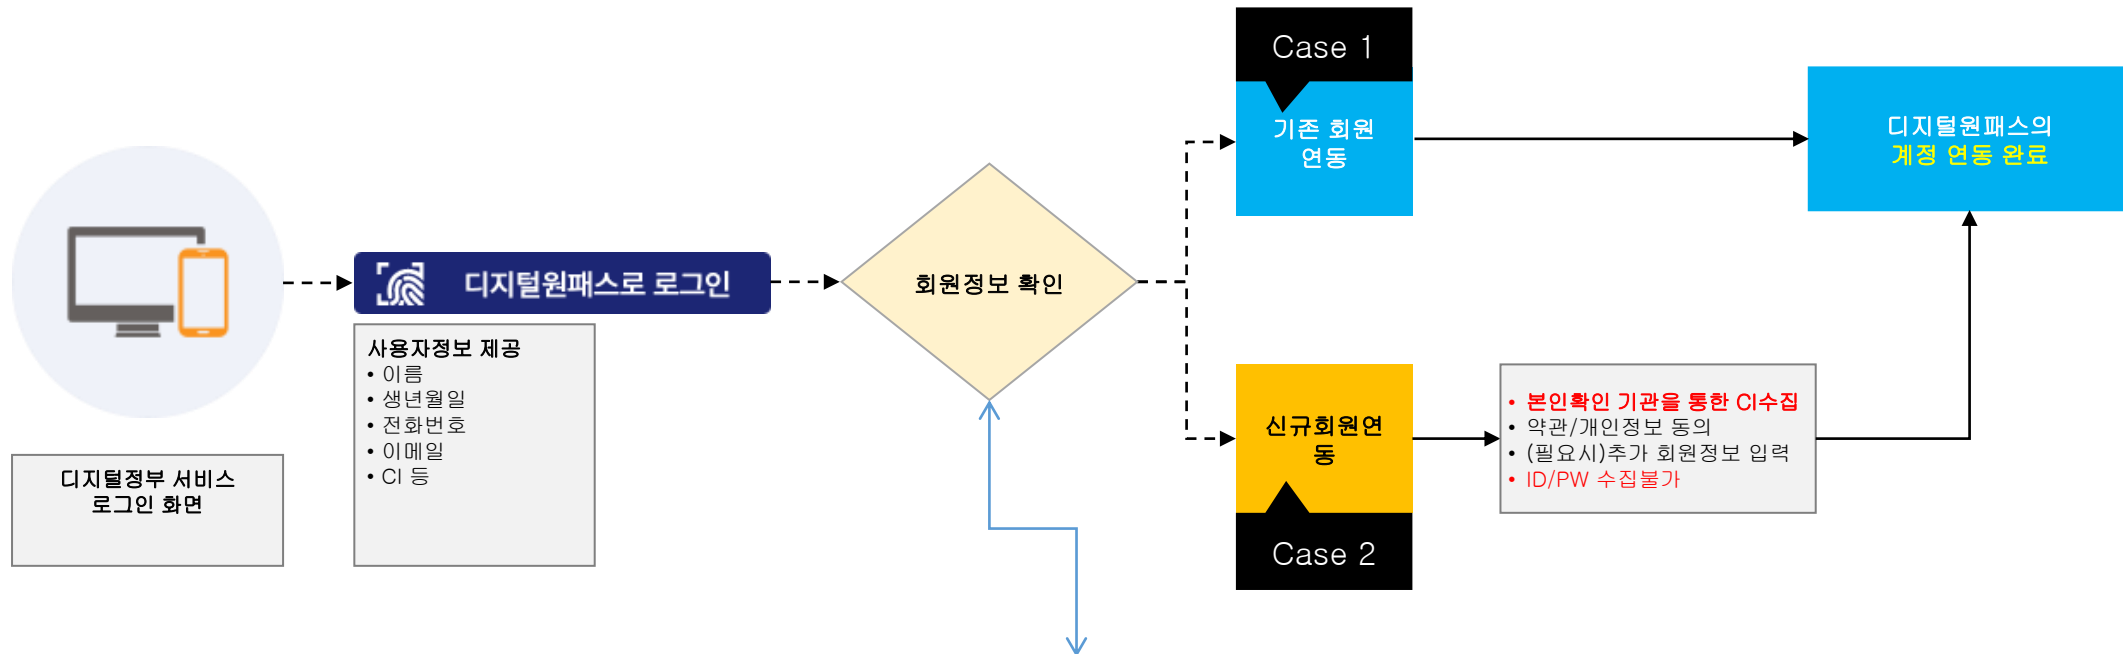 디지털정부 서비스
로그인 화면
디지털원패스로 로그인
사용자정보 제공
• 이름
• 생년월일
• 전화번호
• 이메일
• CI 등
회원정보 확인
Case 1
기존 회원
연동
디지털원패스의
계정 연동 완료
신규회원연
동
Case 2
• 본인확인 기관을 통한 CI수집
• 약관/개인정보 동의
• (필요시)추가 회원정보 입력
• ID/PW 수집불가